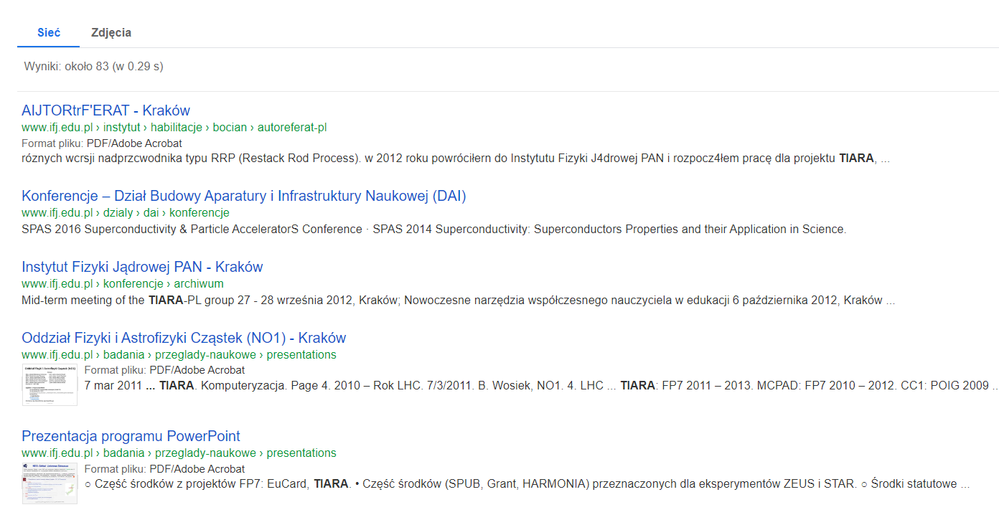 Sieć Zdjęcia
Wyniki: około 83 (w 0.29 s)
AIJTORtrF'ERAT - Kraków
www.ifj.edu.pl › instytut › habilitacje › bocian › autoreferat-pl
Format pliku: PDF/Adobe Acrobat
róznych wcrsji nadprzcwodnika typu RRP (Restack Rod Process). w 2012 roku powróciłern do Instytutu Fizyki J4drowej PAN i rozpocz4łem pracę dla projektu TIARA, ...
Konferencje – Dział Budowy Aparatury i Infrastruktury Naukowej (DAI)
www.ifj.edu.pl › dzialy › dai › konferencje
SPAS 2016 Superconductivity & Particle AcceleratorS Conference · SPAS 2014 Superconductivity: Superconductors Properties and their Application in Science.
Instytut Fizyki Jądrowej PAN - Kraków
www.ifj.edu.pl › konferencje › archiwum
Mid-term meeting of the TIARA-PL group 27 - 28 września 2012, Kraków; Nowoczesne narzędzia współczesnego nauczyciela w edukacji 6 października 2012, Kraków ...
Oddział Fizyki i Astrofizyki Cząstek (NO1) - Kraków
www.ifj.edu.pl › badania › przeglady-naukowe › presentations
Oddział Fizyki i Astrofizyki Cząstek (NO1)
Format pliku: PDF/Adobe Acrobat
7 mar 2011 ... TIARA. Komputeryzacja. Page 4. 2010 – Rok LHC. 7/3/2011. B. Wosiek, NO1. 4. LHC ... TIARA: FP7 2011 – 2013. MCPAD: FP7 2010 – 2012. CC1: POIG 2009 ..
Prezentacja programu PowerPoint
www.ifj.edu.pl › badania › przeglady-naukowe › presentations
Format pliku: PDF/Adobe Acrobat
○ Część środków z projektów FP7: EuCard, TIARA. • Część środków (SPUB, Grant, HARMONIA) przeznaczonych dla eksperymentów ZEUS i STAR. ○ Środki statutowe ...